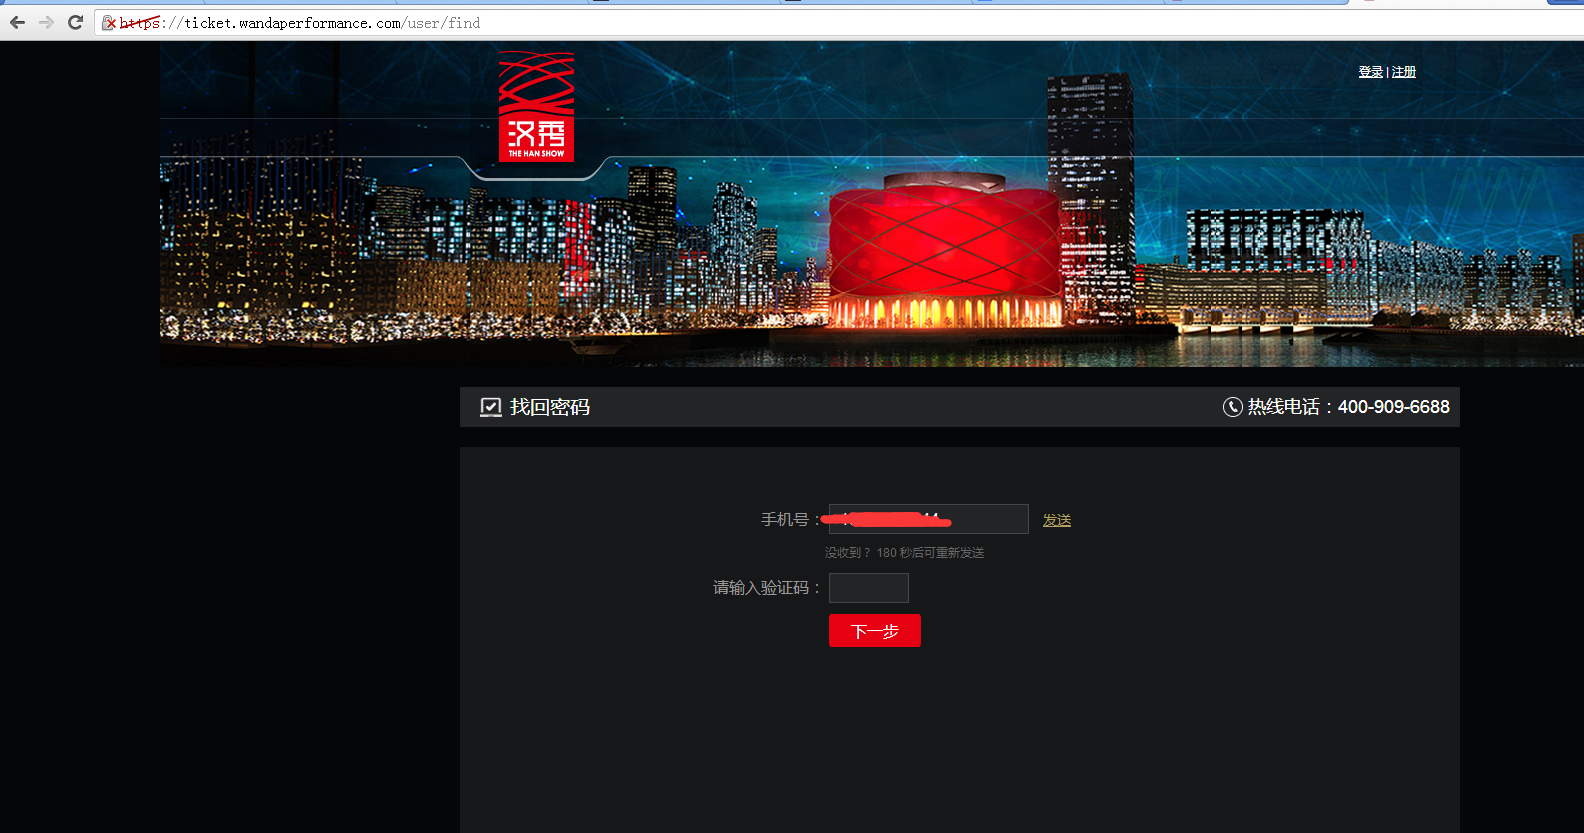 https://ticket.wandaperformance.com/user/find
登录 | 注册
汉秀
THE HAN SHOW
找回密码
热线电话：400-909-6688
手机号：
发送
没收到？ 180 秒后可重新发送
请输入验证码：
下一步